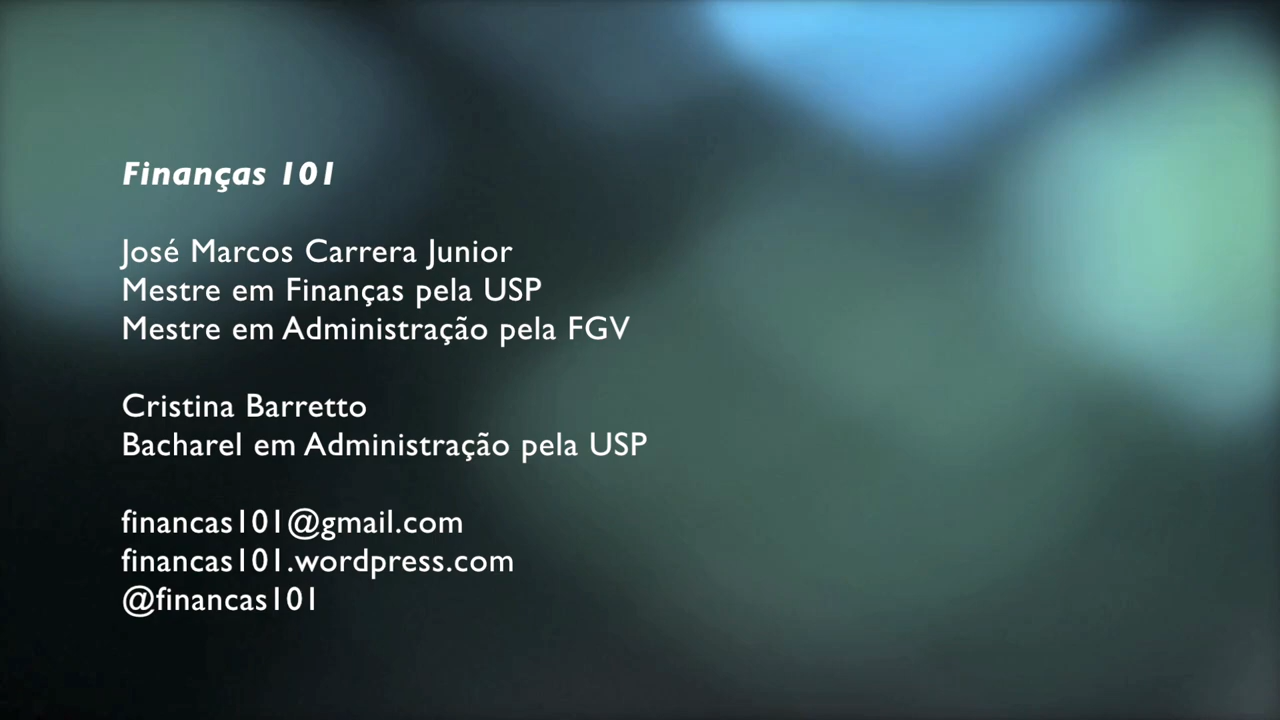 Finanças 101
José Marcos Carrera Junior
Mestre em Finanças pela USP
Mestre em Administração pela FGV
Cristina Barretto
Bacharel em Administração pela USP
financas101@gmail.com
financas101.wordpress.com
@financas101